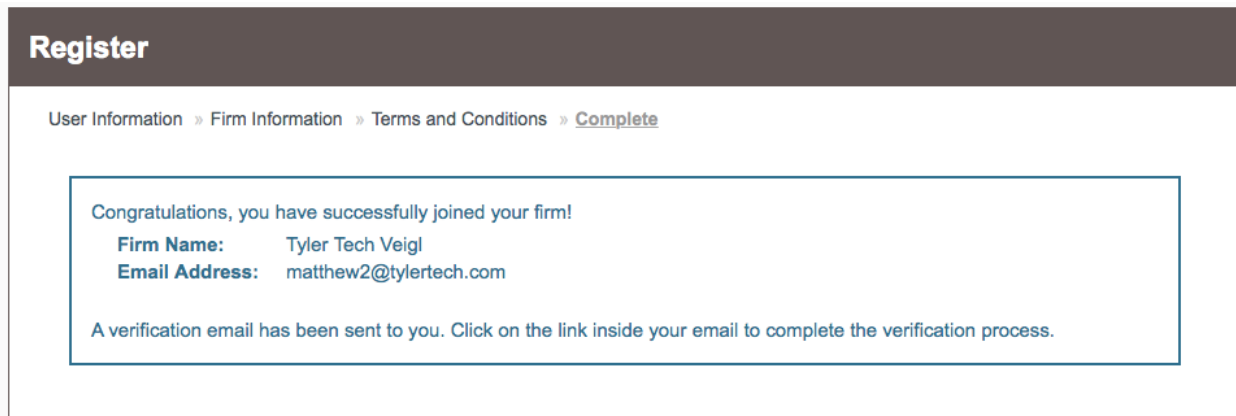 Register
User Information » Firm Information » Terms and Conditions » Complete
Congratulations, you have successfully joined your firm!
Firm Name: Tyler Tech Veigl
Email Address: matthew2@tylertech.com
A verification email has been sent to you. Click on the link inside your email to complete the verification process.